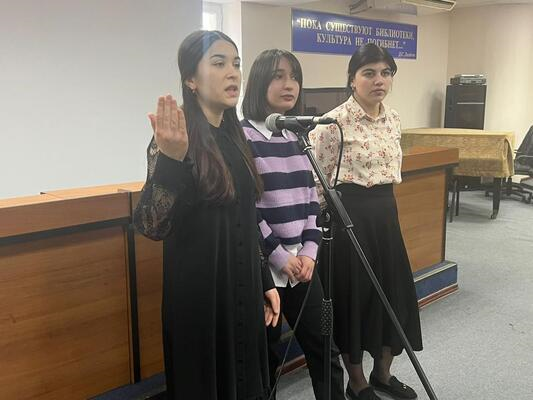 "ПОКА СУЩЕСТВУЮТ БИБЛИОТЕКИ,
КУЛЬТУРА НЕ ПОГИБНЕТ..."